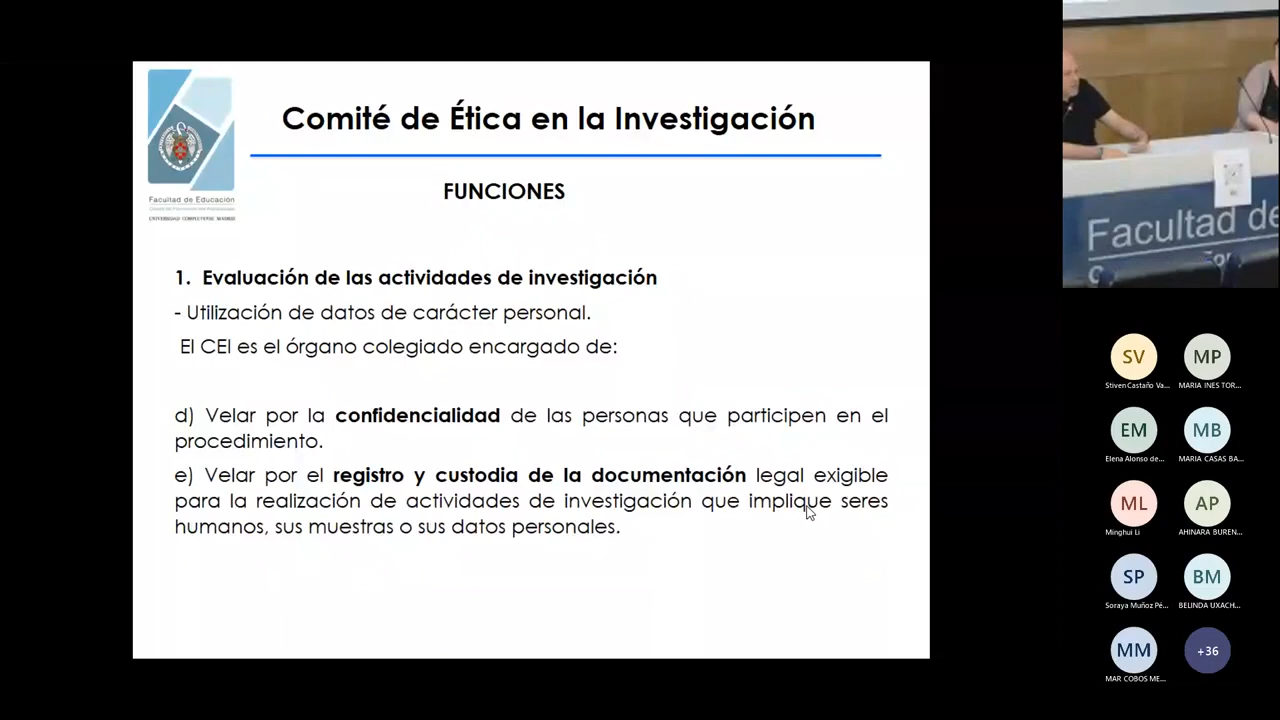 Comité de Ética en la Investigación
FUNCIONES
Facultad de Educación
UNIVERSIDAD COMPLUTENSE MADRID
1. Evaluación de las actividades de investigación
- Utilización de datos de carácter personal.
El CEI es el órgano colegiado encargado de:
d) Velar por la confidencialidad de las personas que participen en el
procedimiento.
e) Velar por el registro y custodia de la documentación legal exigible
para la realización de actividades de investigación que implique seres
humanos, sus muestras o sus datos personales.
Facultad de
SV
Stiven Castaño Va...
MP
MARIA INES TOR...
EM
Elena Alonso de...
MB
MARIA CASAS BA...
ML
Minghui Li
AP
AHINARA BUREN...
SP
Soraya Muñoz Pé...
BM
BELINDA UXACH...
MM
MAR COBOS ME...
+36